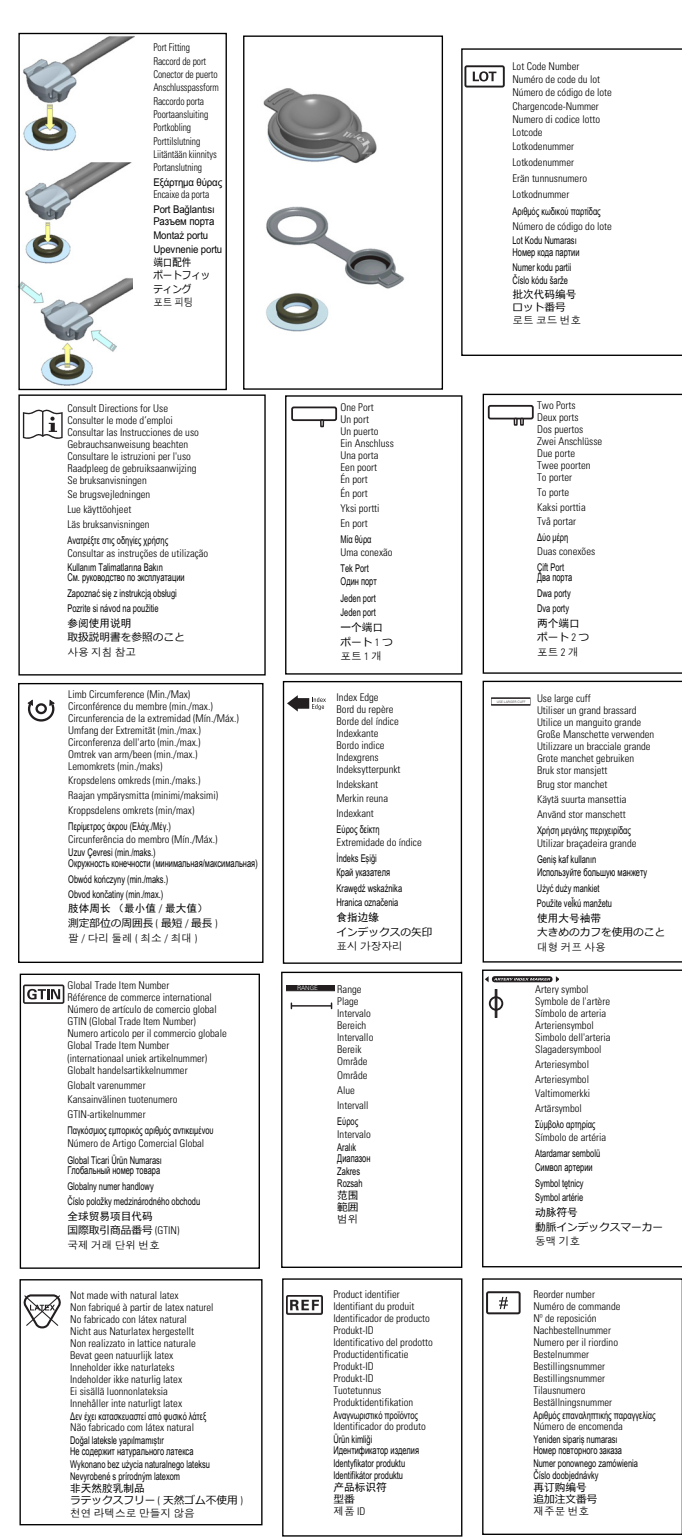 Port Fitting
Raccord de port
Conector de puerto
Anschlusspassform
Raccordo porta
Poortaansluiting
Portkobling
Porttilslutning
Liitäntään kiinnitys
Portanslutning
Εξάρτημα θύρας
Encaixe da porta
Port Bağlantısı
Разъем порта
Montaż portu
Upevnenie portu
端口配件
ポートフィッ
ティング
포트 피팅
LOT
Lot Code Number
Numéro de code du lot
Número de código de lote
Chargencode-Nummer
Numero di codice lotto
Lotcode
Lotkodenummer
Lotkodenummer
Erän tunnusnumero
Lotkodnummer
Αριθμός κωδικού παρτίδας
Número de código do lote
Lot Kodu Numarası
Номер кода партии
Numer kodu partii
Číslo kódu šarže
批次代码编号
ロット番号
로트 코드 번호
i
Consult Directions for Use
Consulter le mode d'emploi
Consultar las Instrucciones de uso
Gebrauchsanweisung beachten
Consultare le istruzioni per l'uso
Raadpleeg de gebruiksaanwijzing
Se bruksanvisningen
Se brugsvejledningen
Lue käyttöohjeet
Läs bruksanvisningen
Ανατρέξτε στις οδηγίες χρήσης
Consultar as instruções de utilização
Kullanım Talimatlarına Bakın
См. руководство по эксплуатации
Zapoznać się z instrukcją obsługi
Pozrite si návod na použitie
参阅使用说明
取扱説明書を参照のこと
사용 지침 참고
One Port
Un port
Un puerto
Ein Anschluss
Una porta
Een poort
Én port
Én port
Yksi portti
En port
Μία θύρα
Uma conexão
Tek Port
Один порт
Jeden port
Jeden port
一个端口
ポート 1 つ
포트 1 개
Two Ports
Deux ports
Dos puertos
Zwei Anschlüsse
Due porte
Twee poorten
To porter
To porte
Kaksi porttia
Två portar
Δύο μέρη
Duas conexões
Çift Port
Два порта
Dwa porty
Dva porty
两个端口
ポート 2 つ
포트 2 개
Limb Circumference (Min./Max)
Circonférence du membre (min./max.)
Circunferencia de la extremidad (Mín./Máx.)
Umfang der Extremität (min./max.)
Circonferenza dell'arto (min./max.)
Omtrek van arm/been (min./max.)
Lemomkrets (min./maks)
Kropsdelens omkreds (min./maks.)
Raajan ympärysmitta (minimi/maksimi)
Kroppsdelens omkrets (min/max)
Περίμετρος άκρου (Ελάχ./Μέγ.)
Circunferência do membro (Mín./Máx.)
Uzuv Çevresi (min./maks.)
Окружность конечности (минимальная/максимальная)
Obwód kończyny (min./maks.)
Obvod končatiny (min./max.)
肢体周长 （最小值 / 最大值）
測定部位の周囲長 ( 最短 / 最長 )
팔 / 다리 둘레 ( 최소 / 최대 )
Index
Edge
Index Edge
Bord du repère
Borde del índice
Indexkante
Bordo indice
Indexgrens
Indeksytterpunkt
Indekskant
Merkin reuna
Indexkant
Εύρος δείκτη
Extremidade do índice
İndeks Eşiği
Край указателя
Krawędź wskaźnika
Hranica označenia
食指边缘
インデックスの矢印
표시 가장자리
USE LARGER CUFF
Use large cuff
Utiliser un grand brassard
Utilice un manguito grande
Große Manschette verwenden
Utilizzare un bracciale grande
Grote manchet gebruiken
Bruk stor mansjett
Brug stor manchet
Käytä suurta mansettia
Använd stor manschett
Χρήση μεγάλης περιχειρίδας
Utilizar braçadeira grande
Geniş kaf kullanın
Используйте большую манжету
Użyć duży mankiet
Použite veľkú manžetu
使用大号袖带
大きめのカフを使用のこと
대형 커프 사용
GTIN
Global Trade Item Number
Référence de commerce international
Número de artículo de comercio global
GTIN (Global Trade Item Number)
Numero articolo per il commercio globale
Global Trade Item Number
(internationaal uniek artikelnummer)
Globalt handelsartikkelnummer
Globalt varenummer
Kansainvälinen tuotenumero
GTIN-artikelnummer
Παγκόσμιος εμπορικός αριθμός αντικειμένου
Número de Artigo Comercial Global
Global Ticari Ürün Numarası
Глобальный номер товара
Globalny numer handlowy
Číslo položky medzinárodného obchodu
全球贸易项目代码
国際取引商品番号 (GTIN)
국제 거래 단위 번호
RANGE
Range
Plage
Intervalo
Bereich
Intervallo
Bereik
Område
Område
Alue
Intervall
Εύρος
Intervalo
Aralık
Диапазон
Zakres
Rozsah
范围
範囲
범위
ARTERY INDEX MARKER
Artery symbol
Symbole de l'artère
Símbolo de arteria
Arteriensymbol
Simbolo dell'arteria
Slagadersymbool
Arteriesymbol
Arteriesymbol
Valtimomerkki
Artärsymbol
Σύμβολο αρτηρίας
Símbolo de artéria
Atardamar sembolü
Символ артерии
Symbol tętnicy
Symbol artérie
动脉符号
動脈インデックスマーカー
동맥 기호
LATEX
Not made with natural latex
Non fabriqué à partir de latex naturel
No fabricado con látex natural
Nicht aus Naturlatex hergestellt
Non realizzato in lattice naturale
Bevat geen natuurlijk latex
Inneholder ikke naturlateks
Indeholder ikke naturlig latex
Ei sisällä luonnonlateksia
Innehåller inte naturligt latex
Δεν έχει κατασκευαστεί από φυσικό λάτεξ
Não fabricado com látex natural
Doğal lateksle yapılmamıştır
Не содержит натурального латекса
Wykonano bez użycia naturalnego lateksu
Nevyrobené s prírodným latexom
非天然胶乳制品
ラテックスフリー ( 天然ゴム不使用 )
천연 라텍스로 만들지 않음
REF
Product identifier
Identifiant du produit
Identificador de producto
Produkt-ID
Identificativo del prodotto
Productidentificatie
Produkt-ID
Produkt-ID
Tuotetunnus
Produktidentifikation
Αναγνωριστικό προϊόντος
Identificador do produto
Ürün kimliği
Идентификатор изделия
Identyfikator produktu
Identifikátor produktu
产品标识符
型番
제품 ID
#
Reorder number
Numéro de commande
N° de reposición
Nachbestellnummer
Numero per il riordino
Bestelnummer
Bestillingsnummer
Bestillingsnummer
Tilausnumero
Beställningsnummer
Αριθμός επαναληπτικής παραγγελίας
Número de encomenda
Yeniden sipariş numarası
Номер повторного заказа
Numer ponownego zamówienia
Číslo doobjednávky
再订购编号
追加注文番号
재주문 번호